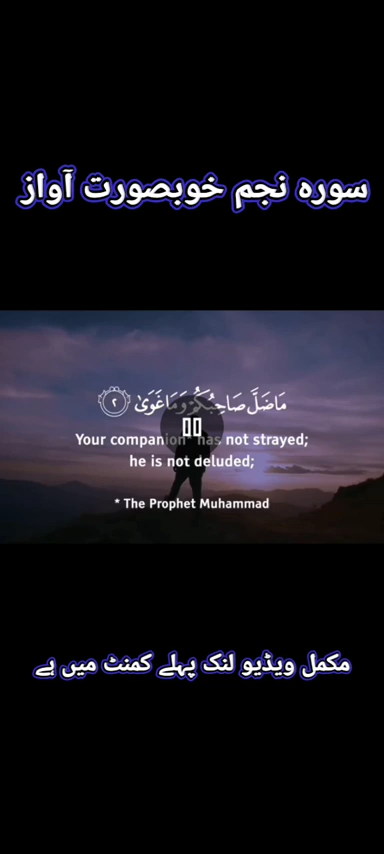 سورہ نجم خوبصورت آواز
مَا ضَلَّ صَاحِبُكُمْ وَمَا غَوَىٰ ٢
Your companion* has not strayed;
he is not deluded;
* The Prophet Muhammad
مکمل ویڈیو لنک پہلے کمنٹ میں ہے